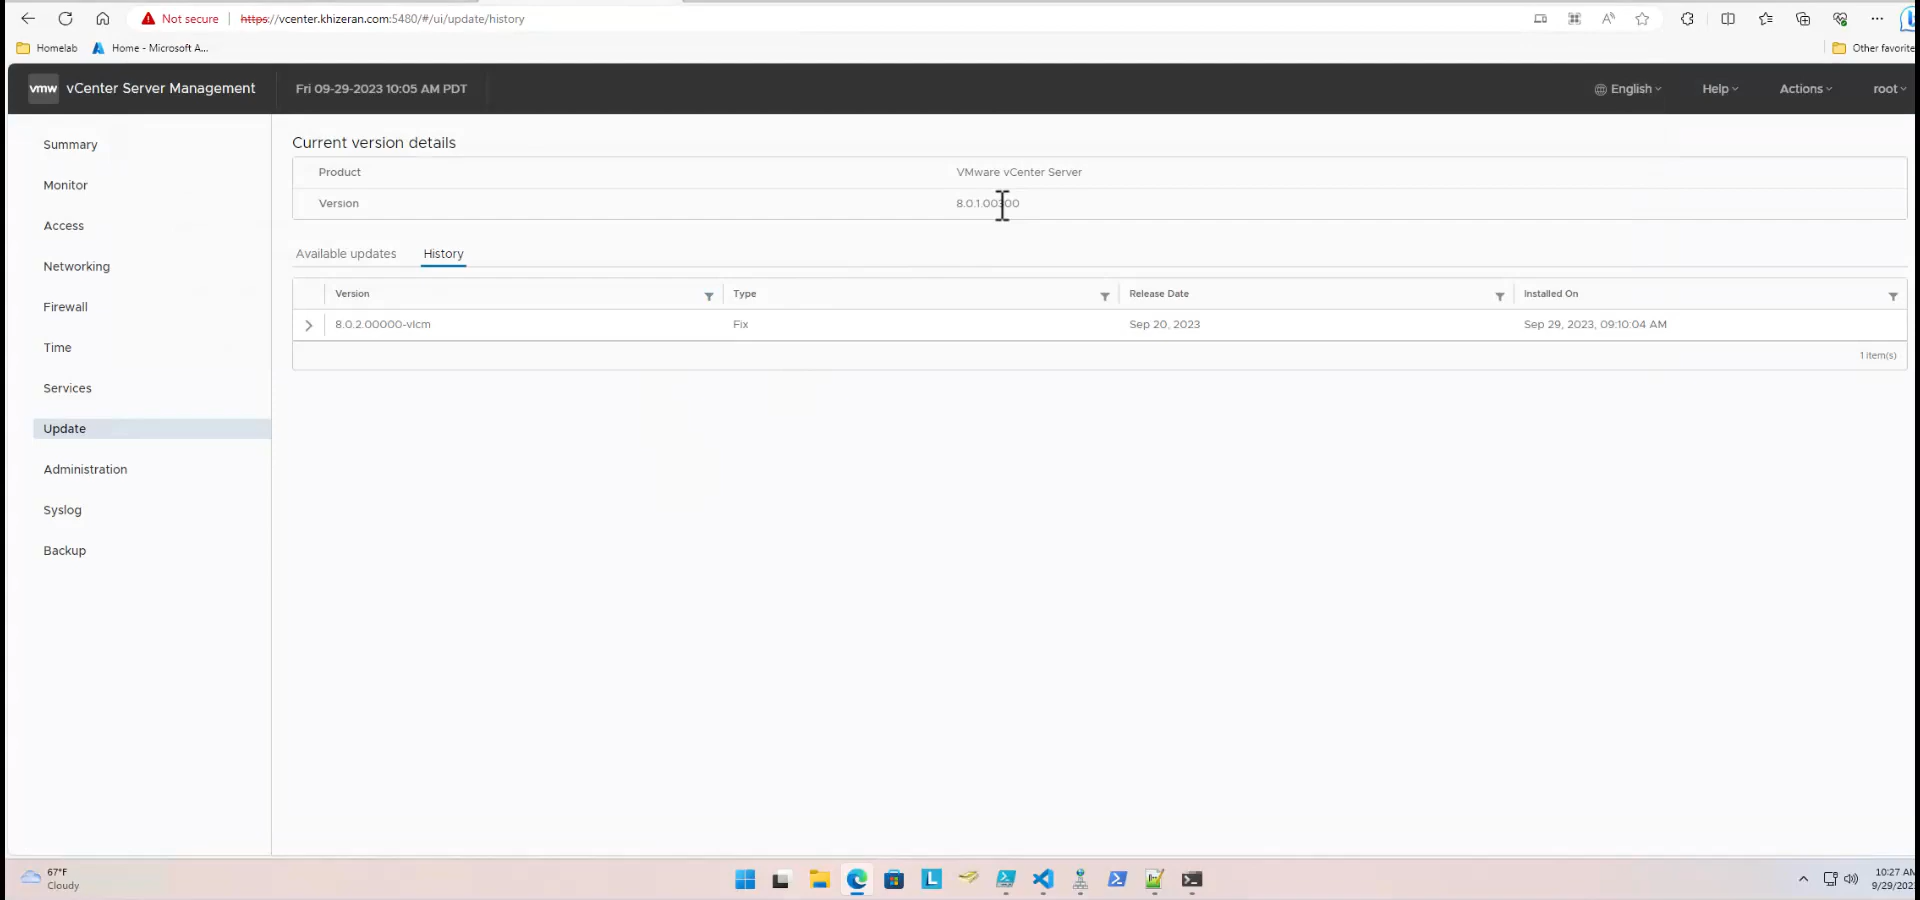 Not secure
https://vcenter.khizeran.com:5480/#/ui/update/history
Homelab
Home - Microsoft A...
Other favorite
vmw
vCenter Server Management
Fri 09-29-2023 10:05 AM PDT
English
Help
Actions
root
Summary
Monitor
Access
Networking
Firewall
Time
Services
Update
Administration
Syslog
Backup
Current version details
Product VMware vCenter Server
Version 8.0.1.00300
Available updates History
Version Type Release Date Installed On
8.0.2.00000-vlcm Fix Sep 20, 2023 Sep 29, 2023, 09:10:04 AM
1 item(s)
67°F
Cloudy
10:27 AM
9/29/202